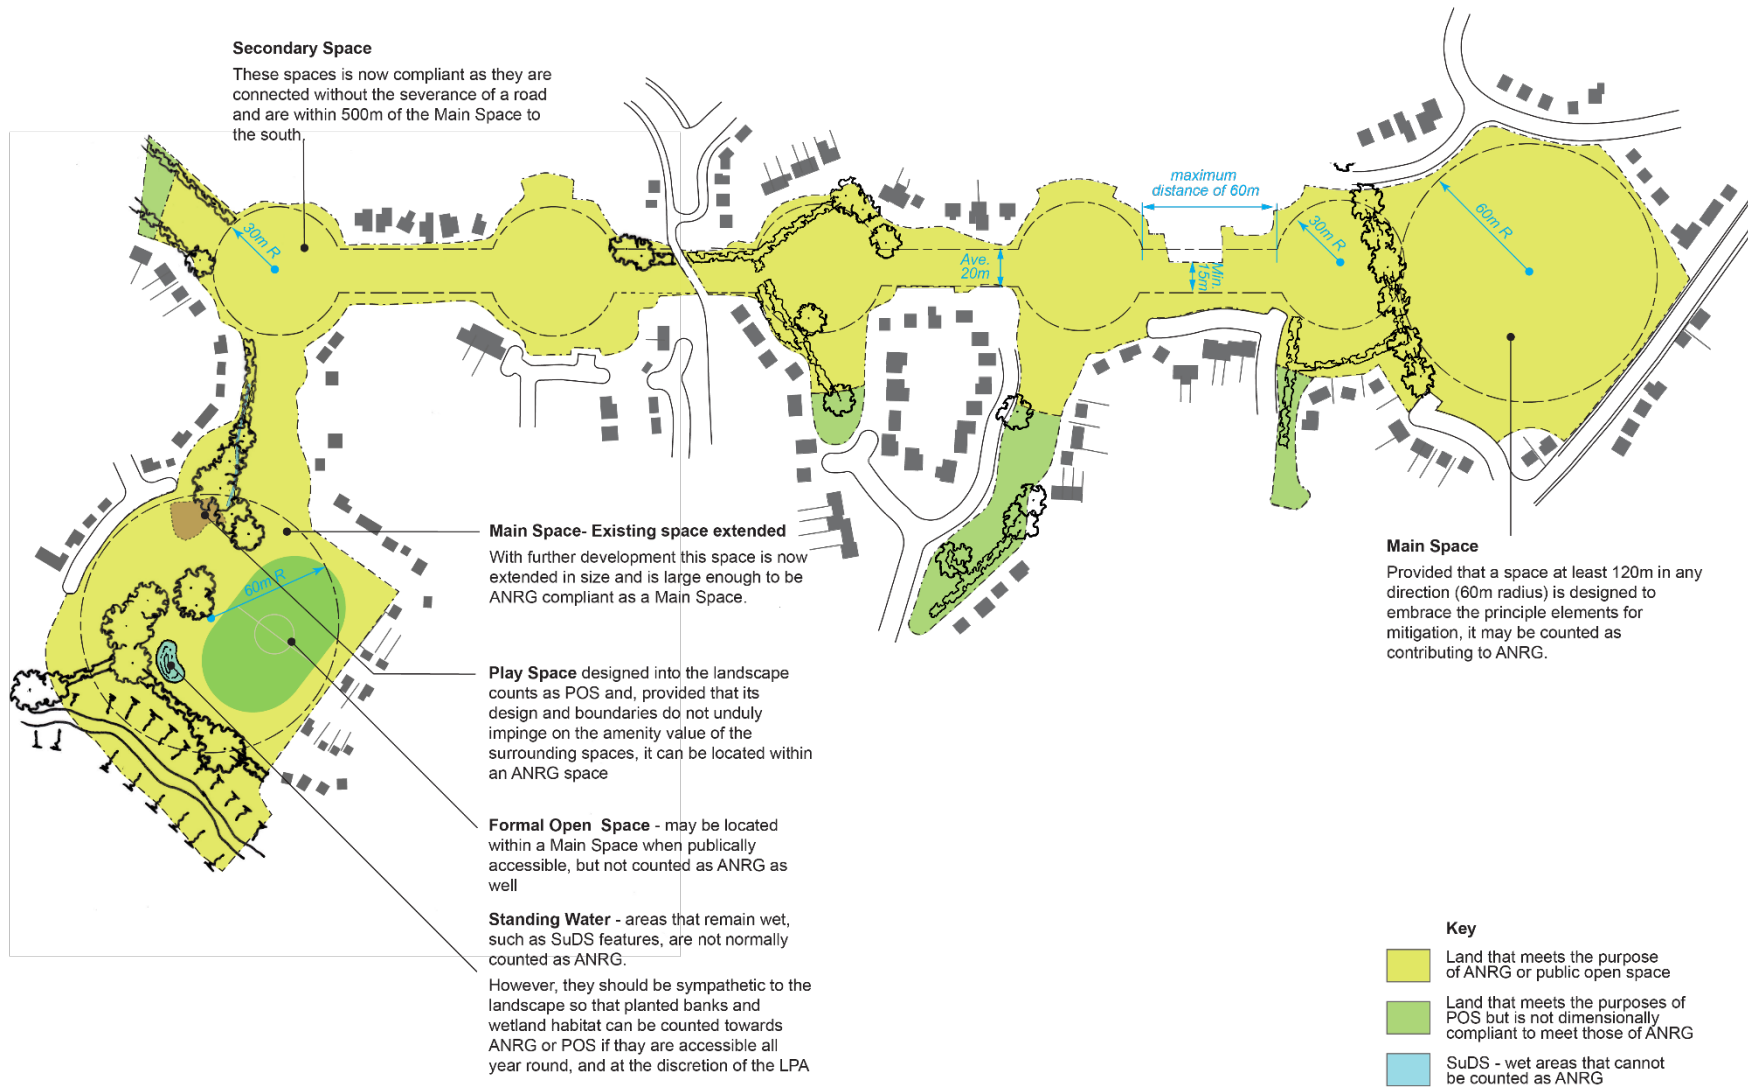 Secondary Space
These spaces is now compliant as they are
connected without the severance of a road
and are within 500m of the Main Space to
the south
30m R
maximum
distance of 60m
Ave.
20m
Min.
15m
30m R
60m R
60m R
Main Space- Existing space extended
With further development this space is now
extended in size and is large enough to be
ANRG compliant as a Main Space.
Play Space designed into the landscape
counts as POS and, provided that its
design and boundaries do not unduly
impinge on the amenity value of the
surrounding spaces, it can be located within
an ANRG space
Formal Open Space - may be located
within a Main Space when publically
accessible, but not counted as ANRG as
well
Standing Water - areas that remain wet,
such as SuDS features, are not normally
counted as ANRG.
However, they should be sympathetic to the
landscape so that planted banks and
wetland habitat can be counted towards
ANRG or POS if thay are accessible all
year round, and at the discretion of the LPA
Main Space
Provided that a space at least 120m in any
direction (60m radius) is designed to
embrace the principle elements for
mitigation, it may be counted as
contributing to ANRG.
Key
Land that meets the purpose
of ANRG or public open space
Land that meets the purposes of
POS but is not dimensionally
compliant to meet those of ANRG
SuDS - wet areas that cannot
be counted as ANRG